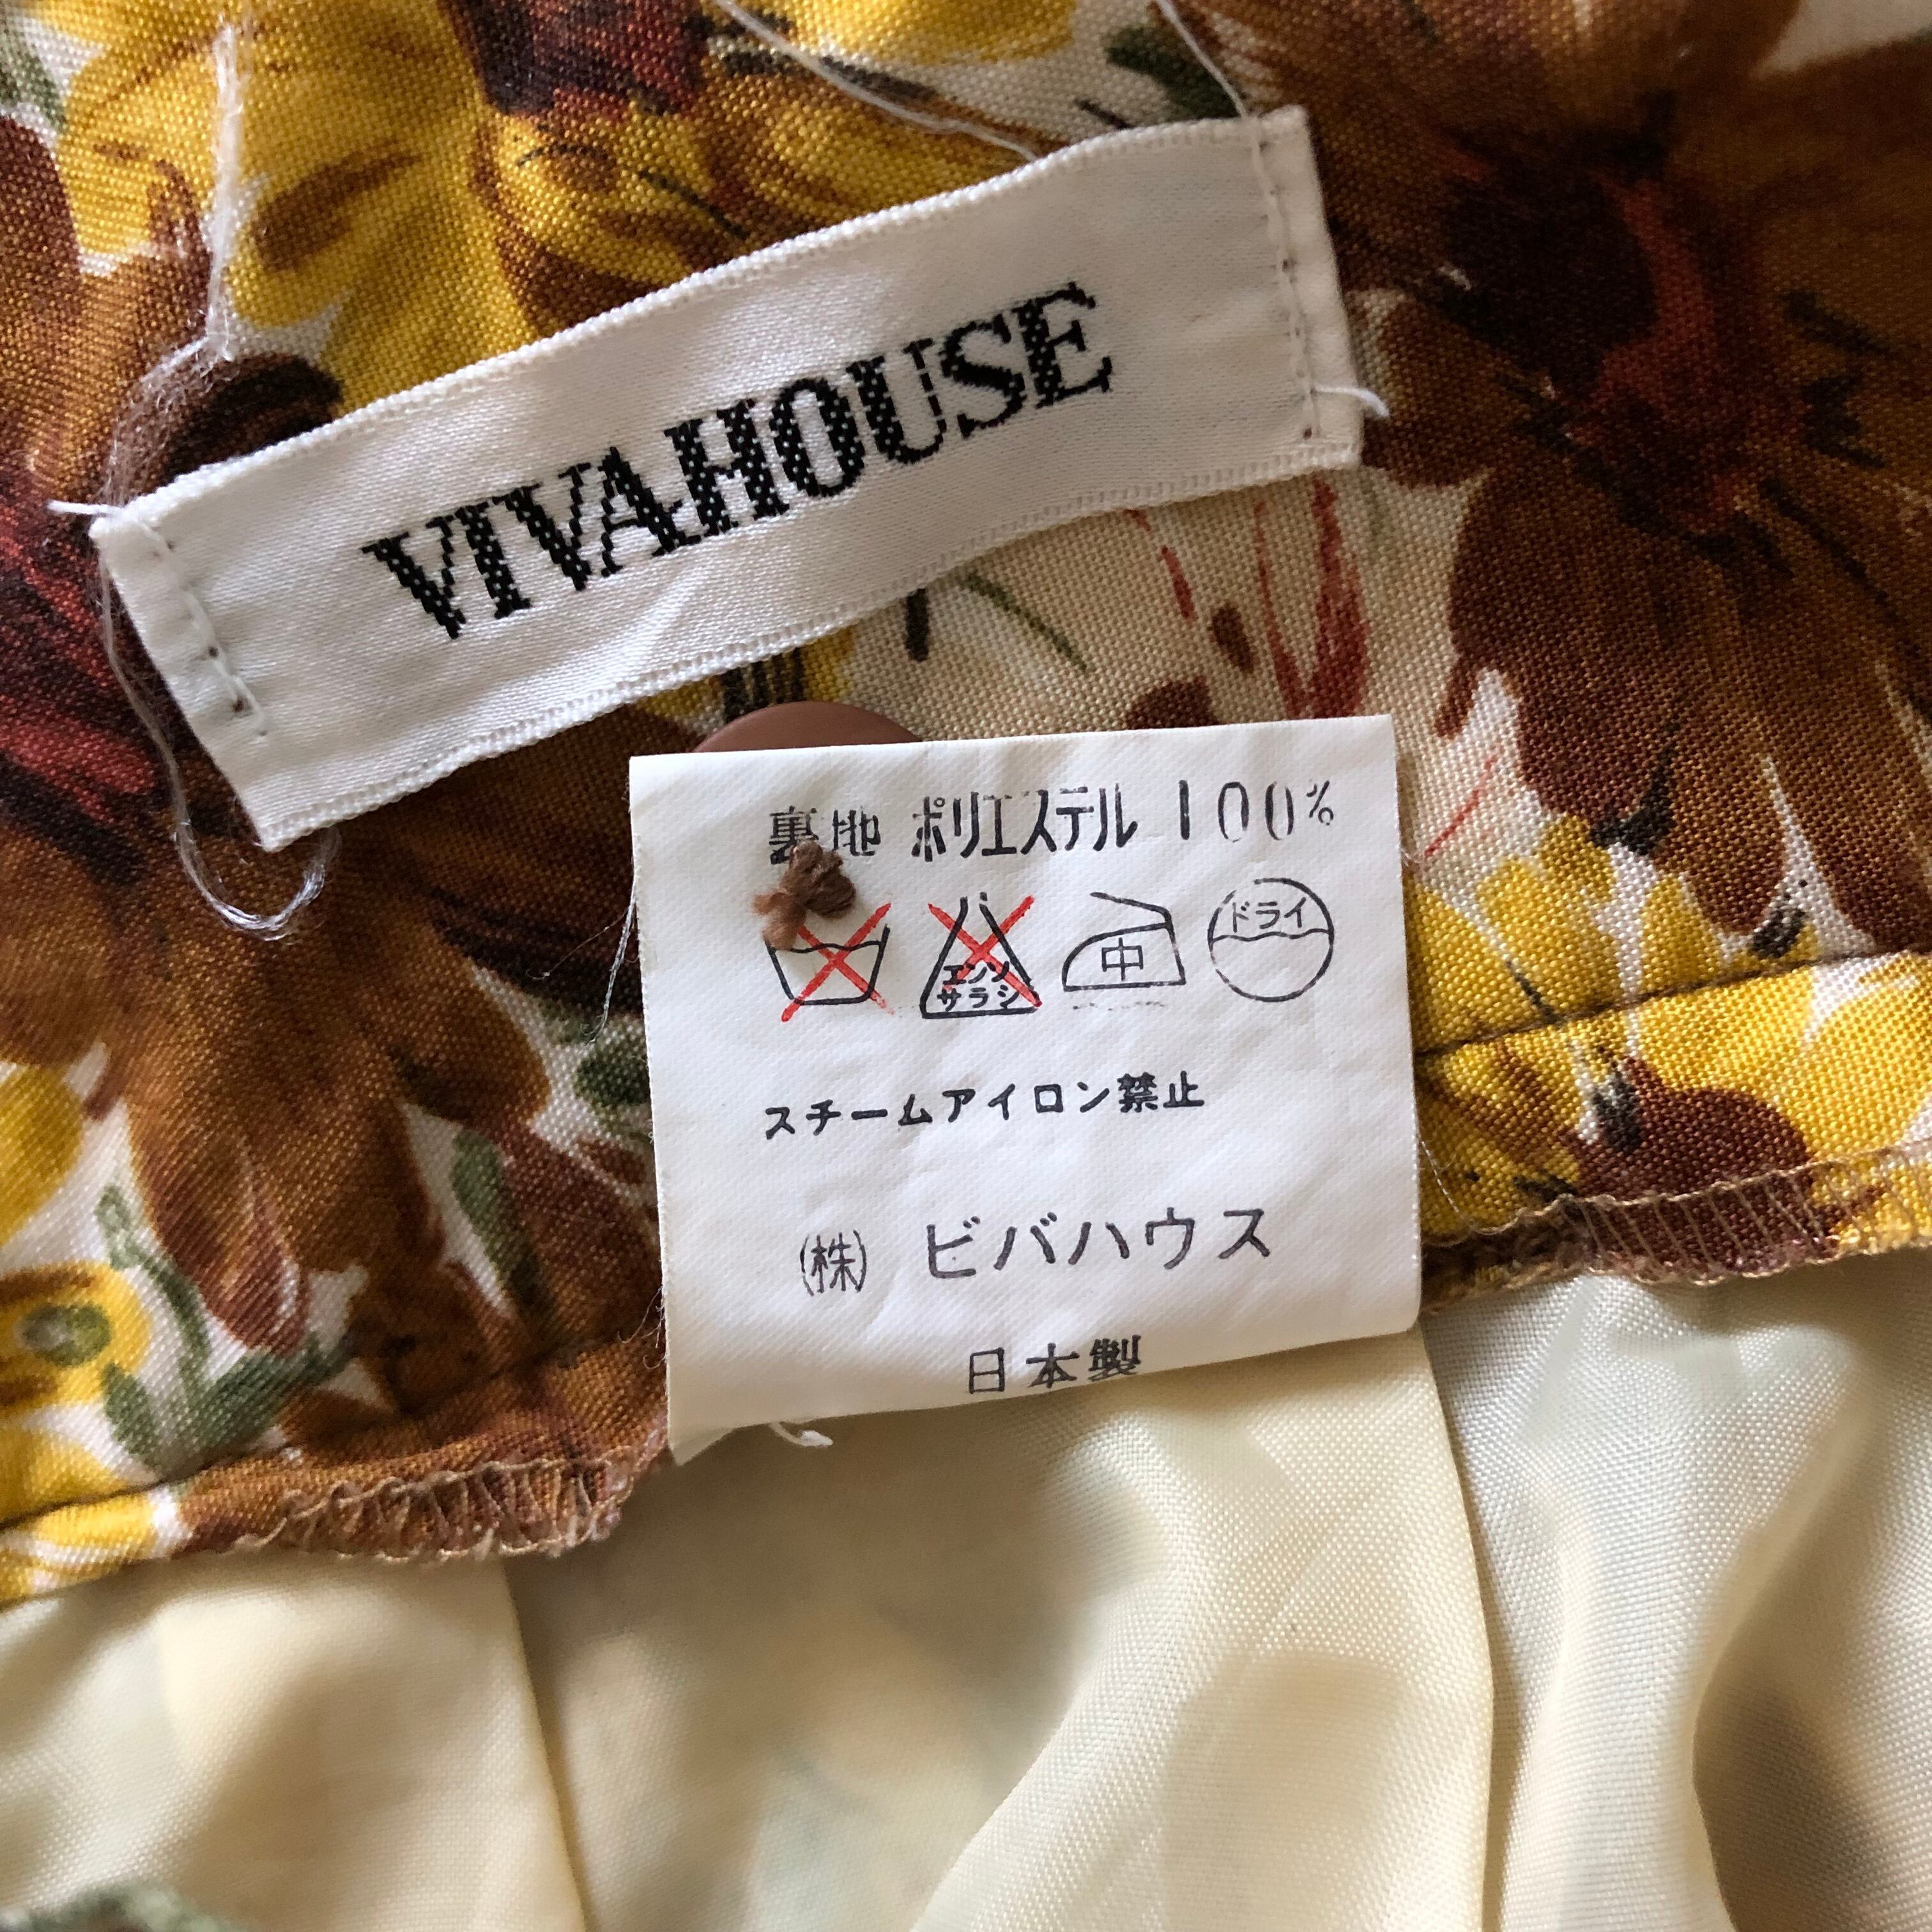 VIVAHOUSE
裏地 ポリエステル 100%
エンソ
サラシ
中
ドライ
スチームアイロン禁止
㈱ ビバハウス
日本製